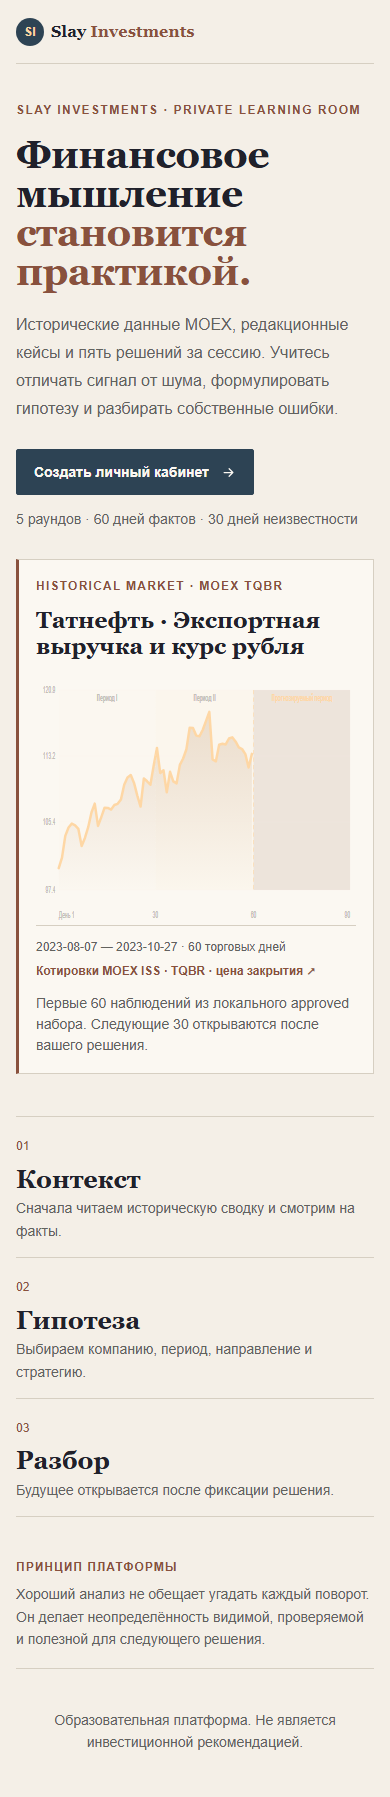 SI Slay Investments
SLAY INVESTMENTS · PRIVATE LEARNING ROOM
Финансовое
мышление
становится
практикой.
Исторические данные MOEX, редакционные
кейсы и пять решений за сессию. Учитесь
отличать сигнал от шума, формулировать
гипотезу и разбирать собственные ошибки.
Создать личный кабинет →
5 раундов · 60 дней фактов · 30 дней неизвестности
HISTORICAL MARKET · MOEX TQBR
Татнефть · Экспортная
выручка и курс рубля
Период I Период II
113.2
97.4
День 1 30 60 90
2023-08-07 — 2023-10-27 · 60 торговых дней
Котировки MOEX ISS · TQBR · цена закрытия ↗
Первые 60 наблюдений из локального approved
набора. Следующие 30 открываются после
вашего решения.
01
Контекст
Сначала читаем историческую сводку и смотрим на
факты.
02
Гипотеза
Выбираем компанию, период, направление и
стратегию.
03
Разбор
Будущее открывается после фиксации решения.
ПРИНЦИП ПЛАТФОРМЫ
Хороший анализ не обещает угадать каждый поворот.
Он делает неопределённость видимой, проверяемой
и полезной для следующего решения.
Образовательная платформа. Не является
инвестиционной рекомендацией.